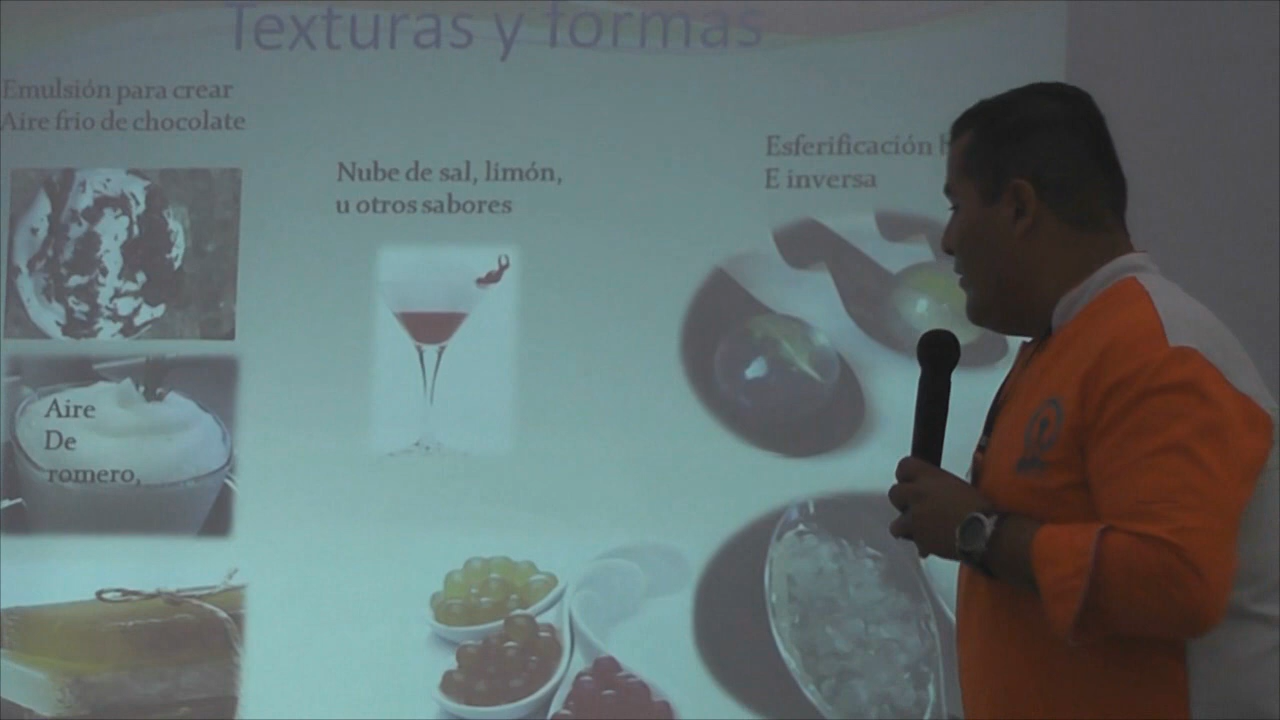 Texturas y formas
Emulsión para crear
Aire frio de chocolate
Nube de sal, limón,
u otros sabores
Esferificación
E inversa
Aire
De
romero,